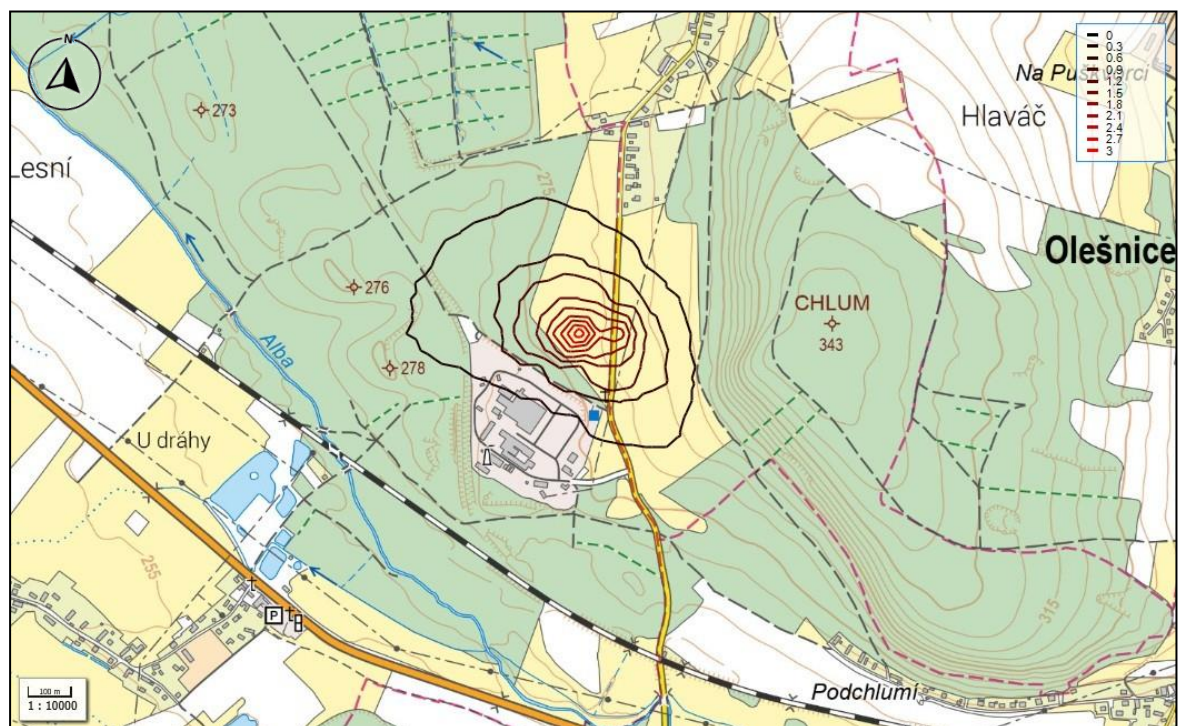 N
0
0.3
0.6
0.9
1.2
1.5
1.8
2.1
2.4
2.7
3
Na Puškvorci
273
Hlaváč
Lesní
275
Olešnice
276
CHLUM
343
Alba
278
U dráhy
255
P
315
Podchlumí
100 m
1 : 10000